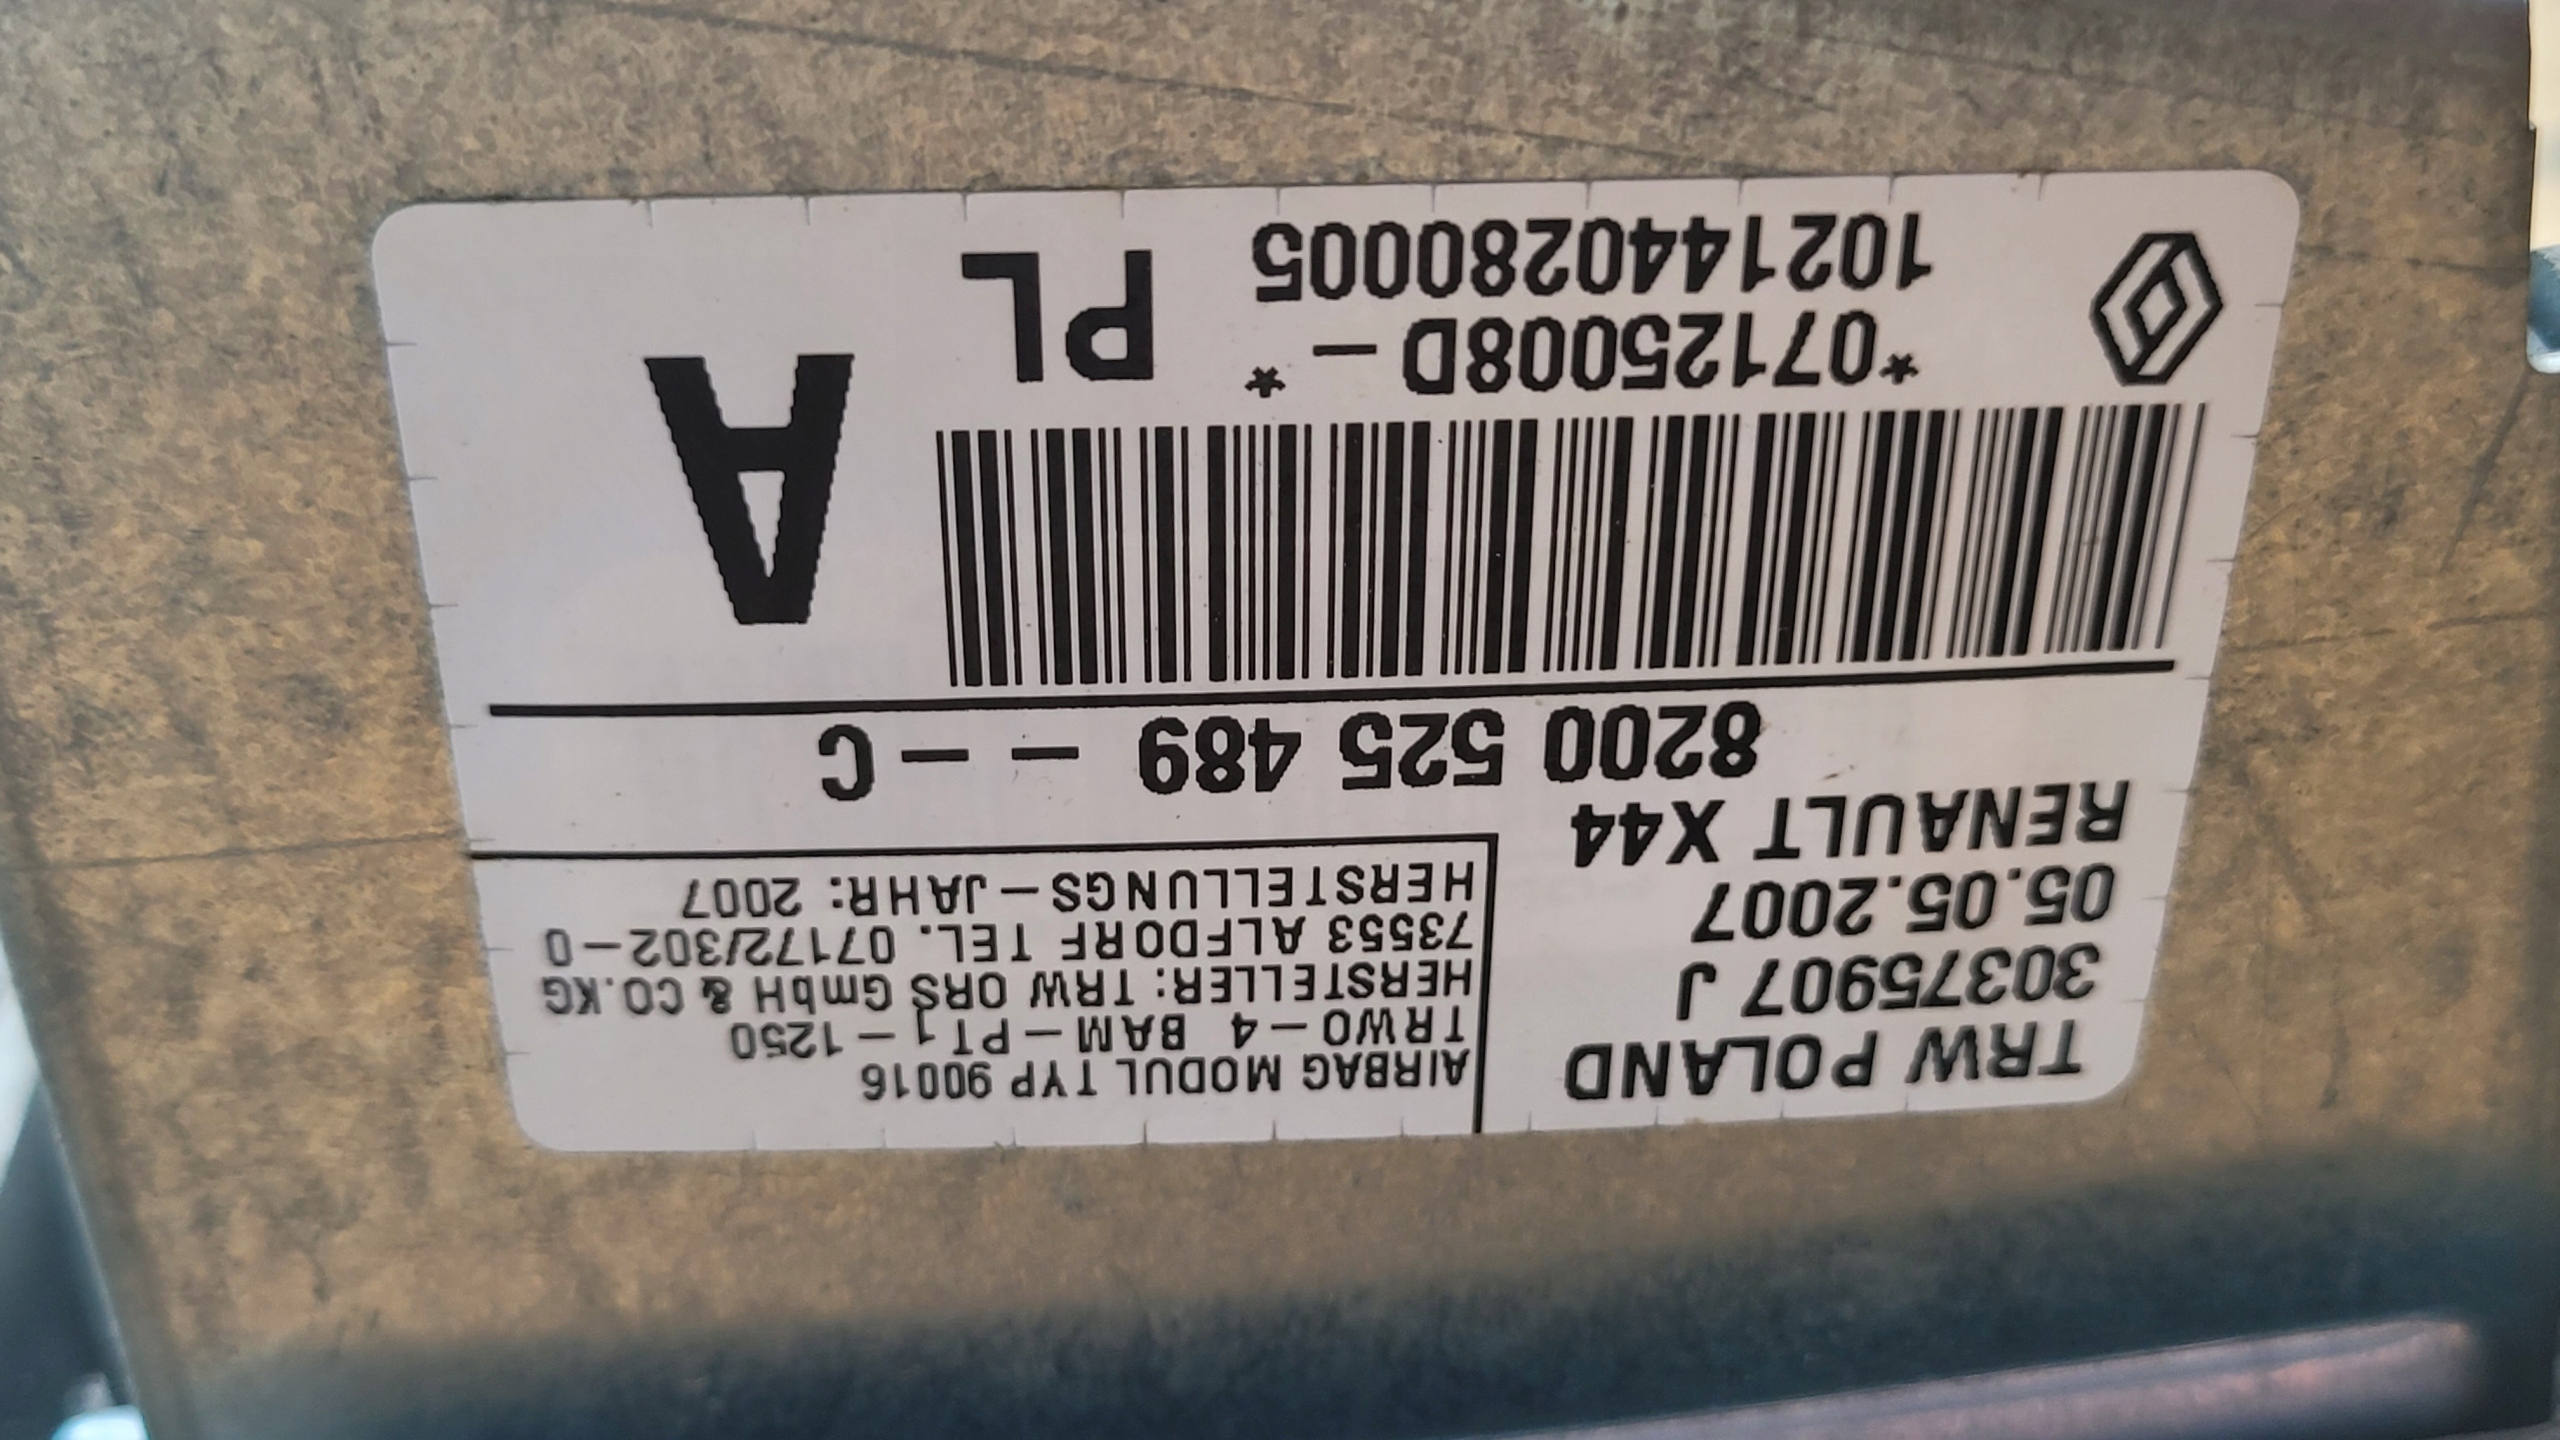 TRW POLAND
30375907 J
05.05.2007
RENAULT X44
AIRBAG MODUL TYP 90016
TRWO-4 BAM-PT1-1250
HERSTELLER: TRW ORS GmbH & CO.KG
73553 ALFDORF TEL. 07172/302-0
HERSTELLUNGS-JAHR: 2007
8200 525 489 - - C
A
*07125008D - *
1021440280005
PL